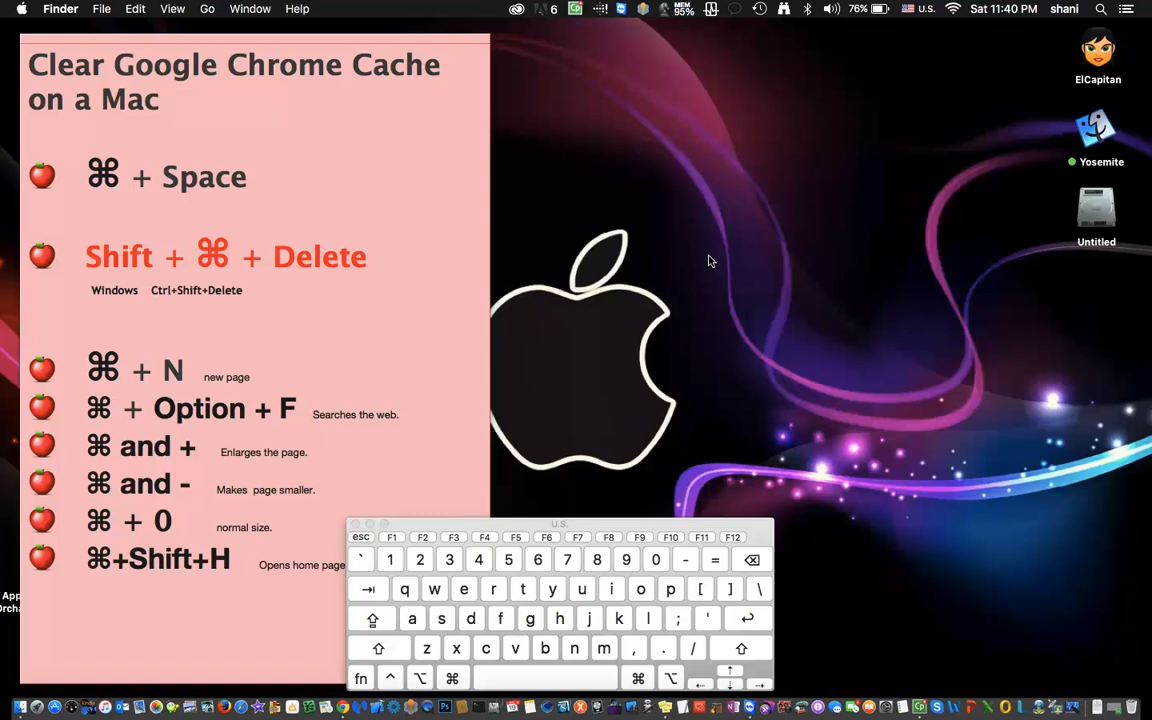 Finder File Edit View Go Window Help 6 MEM 95% 76% U.S. Sat 11:40 PM shani
Clear Google Chrome Cache
on a Mac
⌘ + Space
Shift + ⌘ + Delete
Windows Ctrl+Shift+Delete
⌘ + N new page
⌘ + Option + F Searches the web.
⌘ and + Enlarges the page.
⌘ and - Makes page smaller.
⌘ + 0 normal size.
⌘+Shift+H Opens home page
ElCapitan
Yosemite
Untitled
U.S.
esc F1 F2 F3 F4 F5 F6 F7 F8 F9 F10 F11 F12
` 1 2 3 4 5 6 7 8 9 0 - = ⌫
⇥ q w e r t y u i o p [ ] \
⇪ a s d f g h j k l ; ' ↩
⇧ z x c v b n m , . / ⇧
fn ^ ⌥ ⌘ ⌘ ⌥ ← ↑ ↓ →